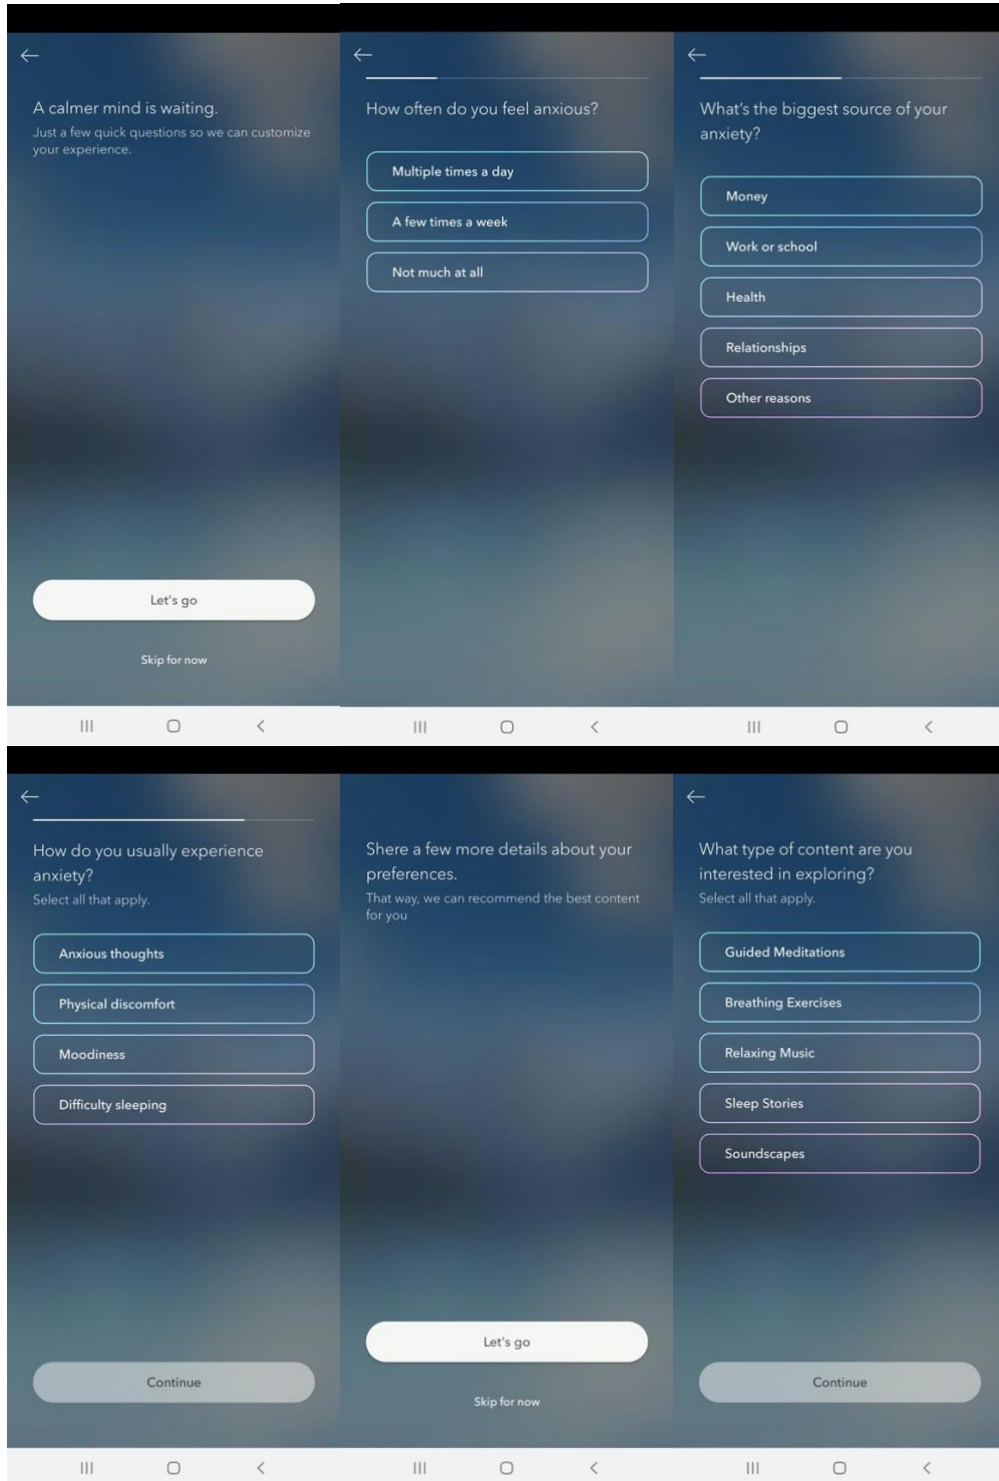 A calmer mind is waiting.
Just a few quick questions so we can customize
your experience.
Let's go
Skip for now
How often do you feel anxious?
Multiple times a day
A few times a week
Not much at all
What's the biggest source of your
anxiety?
Money
Work or school
Health
Relationships
Other reasons
How do you usually experience
anxiety?
Select all that apply.
Anxious thoughts
Physical discomfort
Moodiness
Difficulty sleeping
Continue
Shere a few more details about your
preferences.
That way, we can recommend the best content
for you
Let's go
Skip for now
What type of content are you
interested in exploring?
Select all that apply.
Guided Meditations
Breathing Exercises
Relaxing Music
Sleep Stories
Soundscapes
Continue